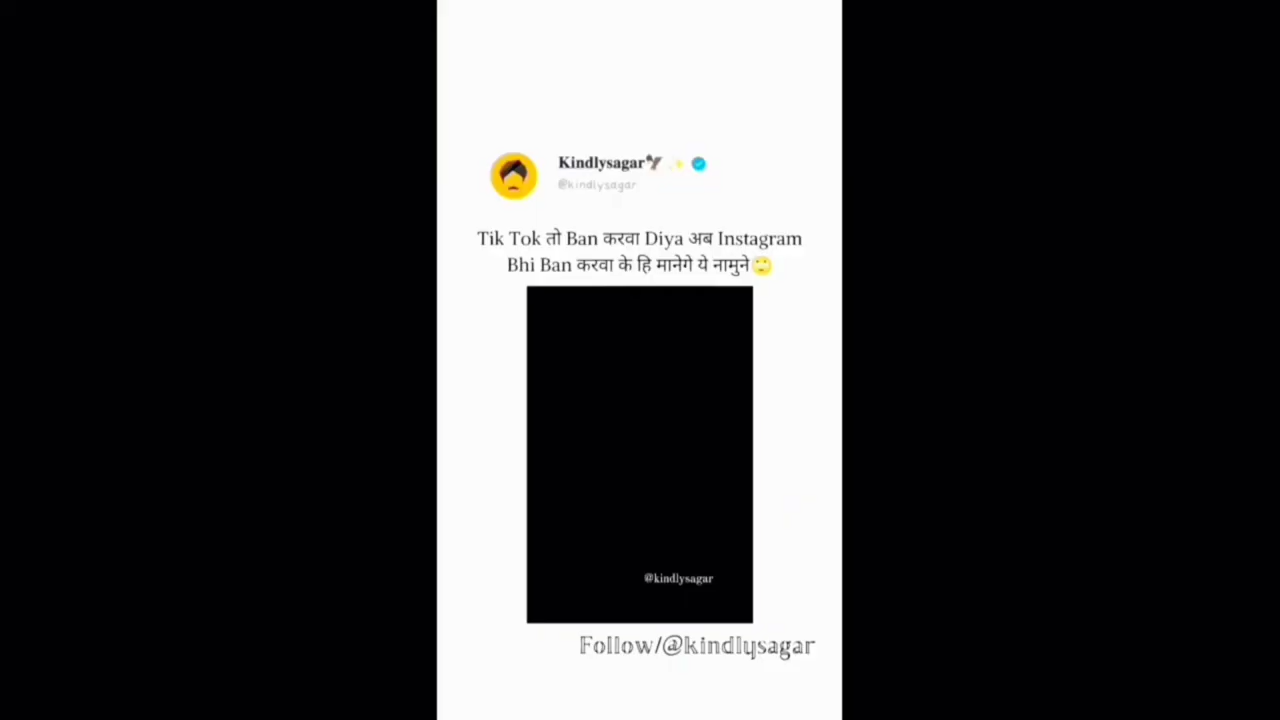 Kindlysagar
@kindlysagar
Tik Tok तो Ban करवा Diya अब Instagram
Bhi Ban करवा के हि मानेगे ये नामुने🙄
@kindlysagar
Follow/@kindlysagar